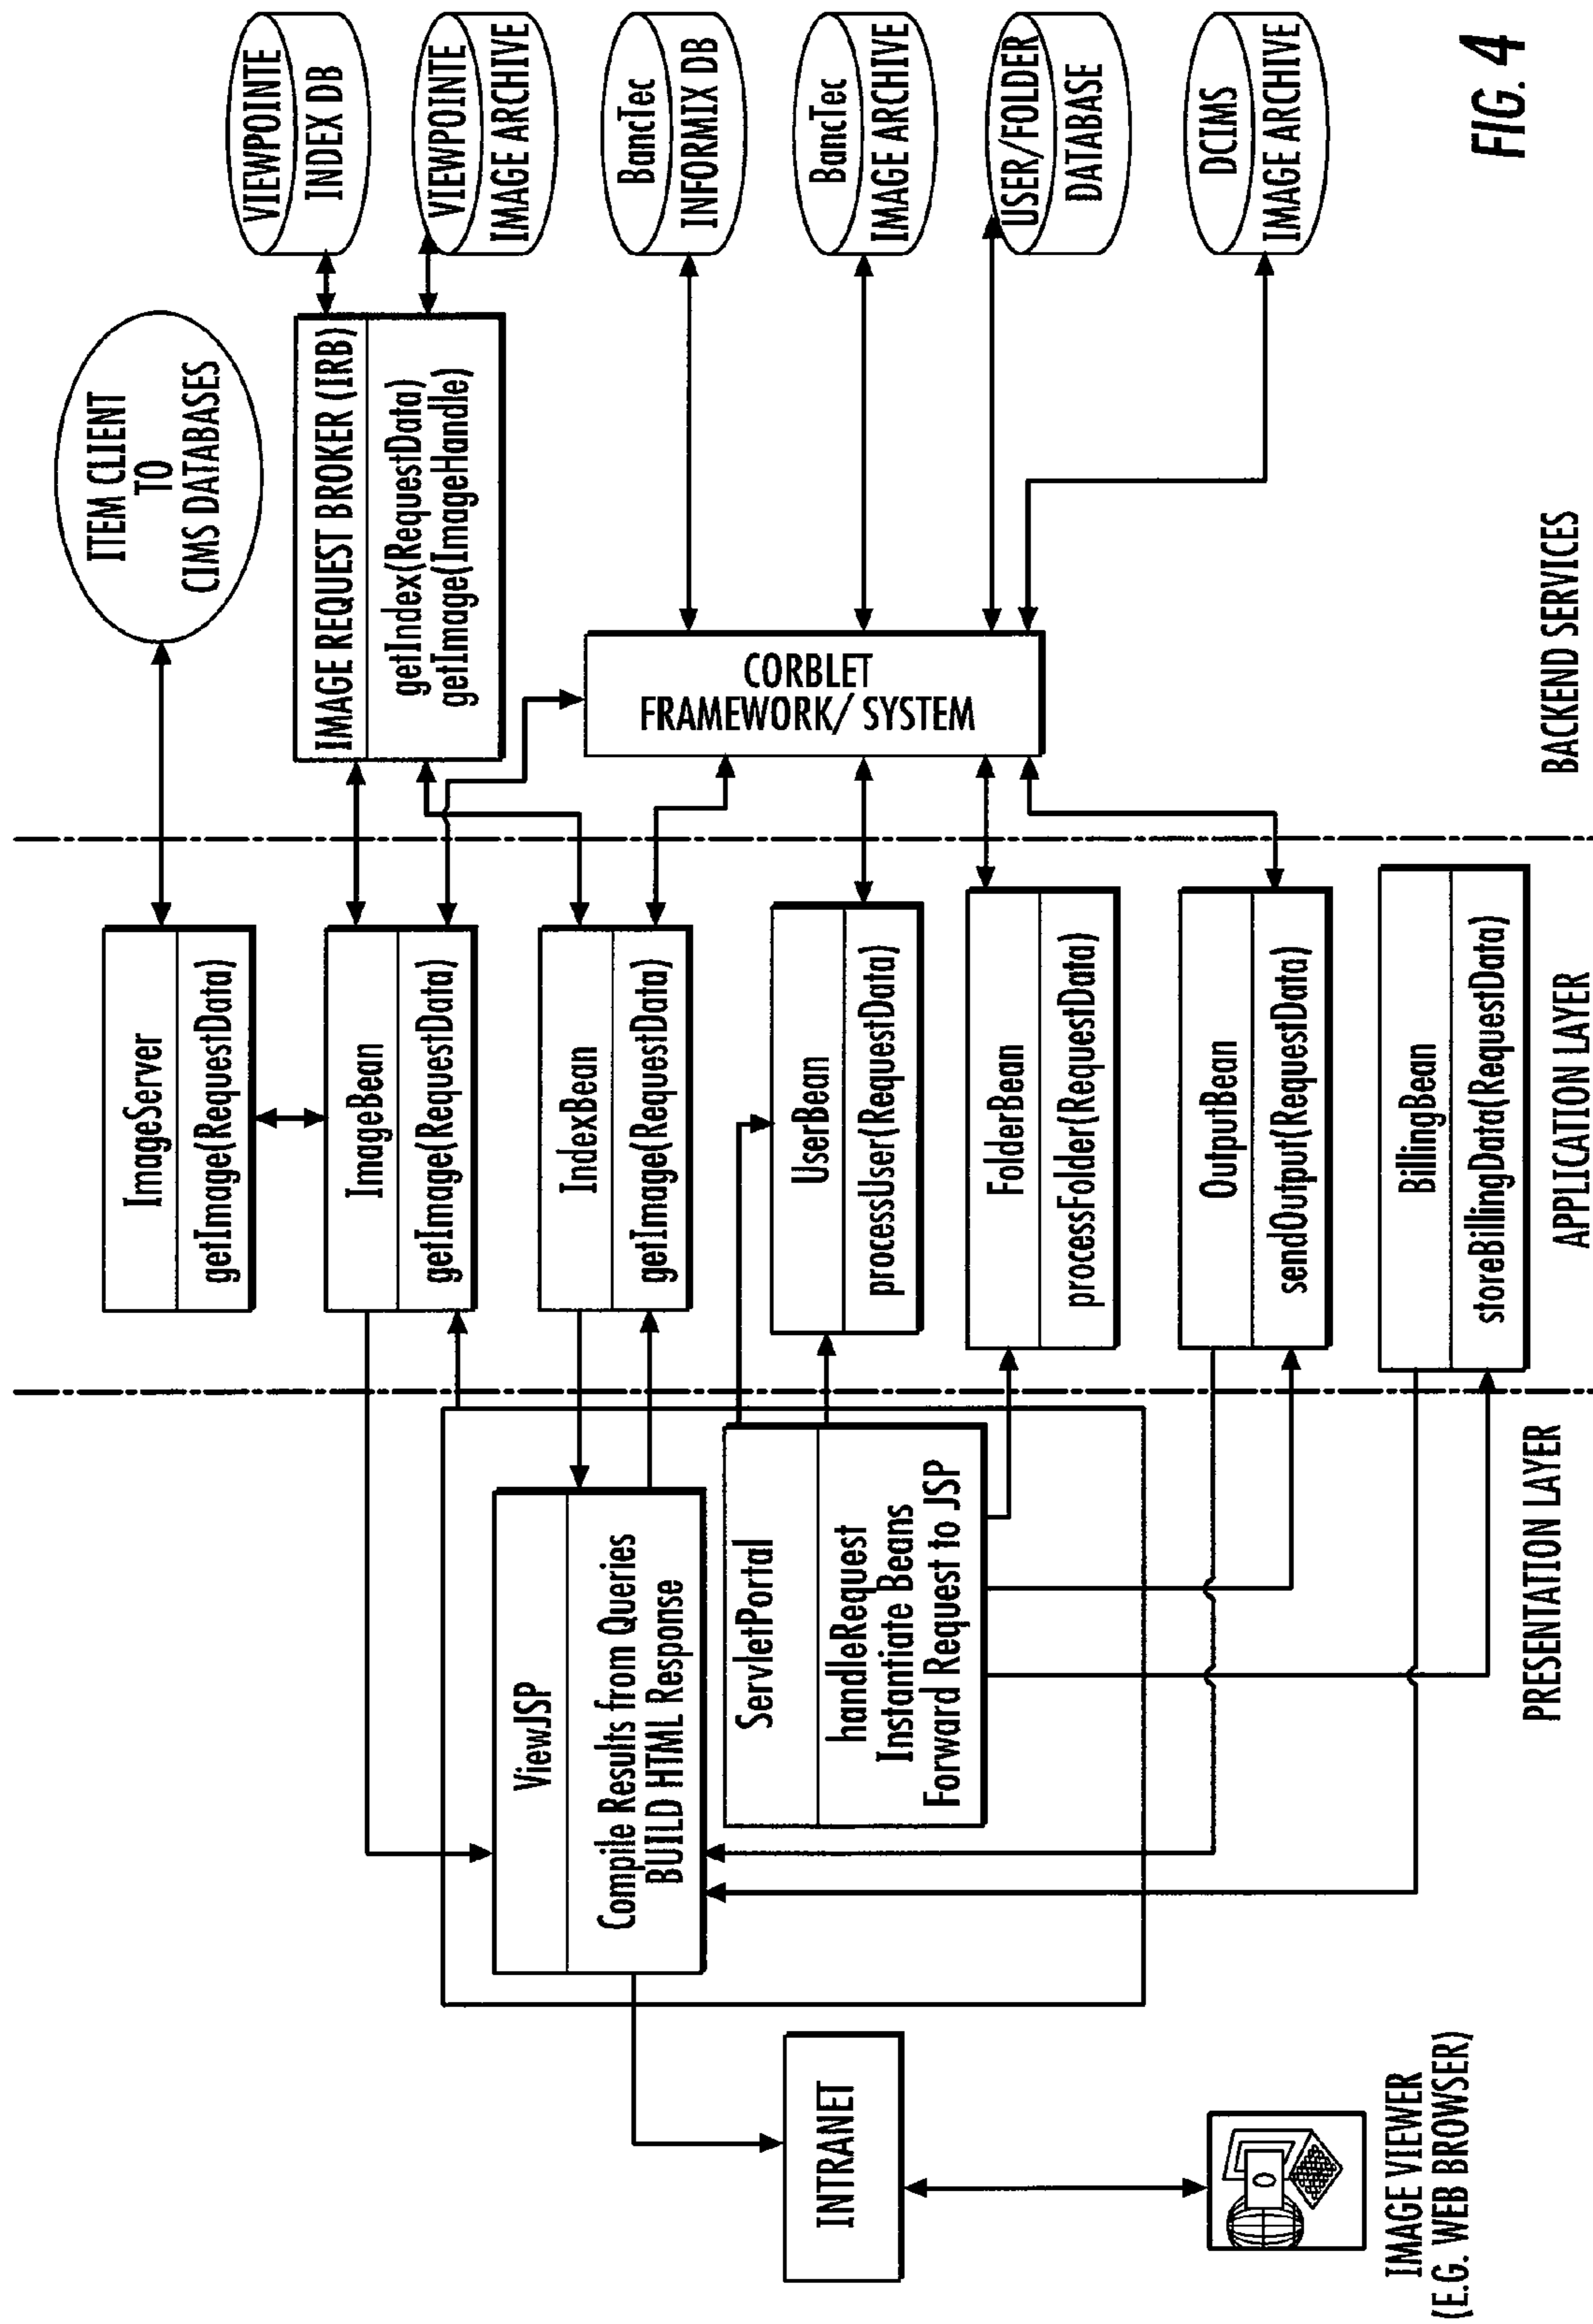 ITEM CLIENT
TO
CIMS DATABASES
VIEWPOINTE
INDEX DB
VIEWPOINTE
IMAGE ARCHIVE
BancTec
INFORMIX DB
BancTec
IMAGE ARCHIVE
USER/FOLDER
DATABASE
DCIMS
IMAGE ARCHIVE
IMAGE REQUEST BROKER (IRB)
getIndex(RequestData)
getImage(ImageHandle)
CORBLET
FRAMEWORK/ SYSTEM
BACKEND SERVICES
ImageServer
getImage(RequestData)
ImageBean
getImage(RequestData)
IndexBean
getImage(RequestData)
UserBean
processUser(RequestData)
FolderBean
processFolder(RequestData)
OutputBean
sendOutput(RequestData)
BillingBean
storeBillingData(RequestData)
APPLICATION LAYER
ViewJSP
Compile Results from Queries
BUILD HTML Response
ServletPortal
handleRequest
Instantiate Beans
Forward Request to JSP
PRESENTATION LAYER
INTRANET
IMAGE VIEWER
(E.G. WEB BROWSER)
FIG. 4